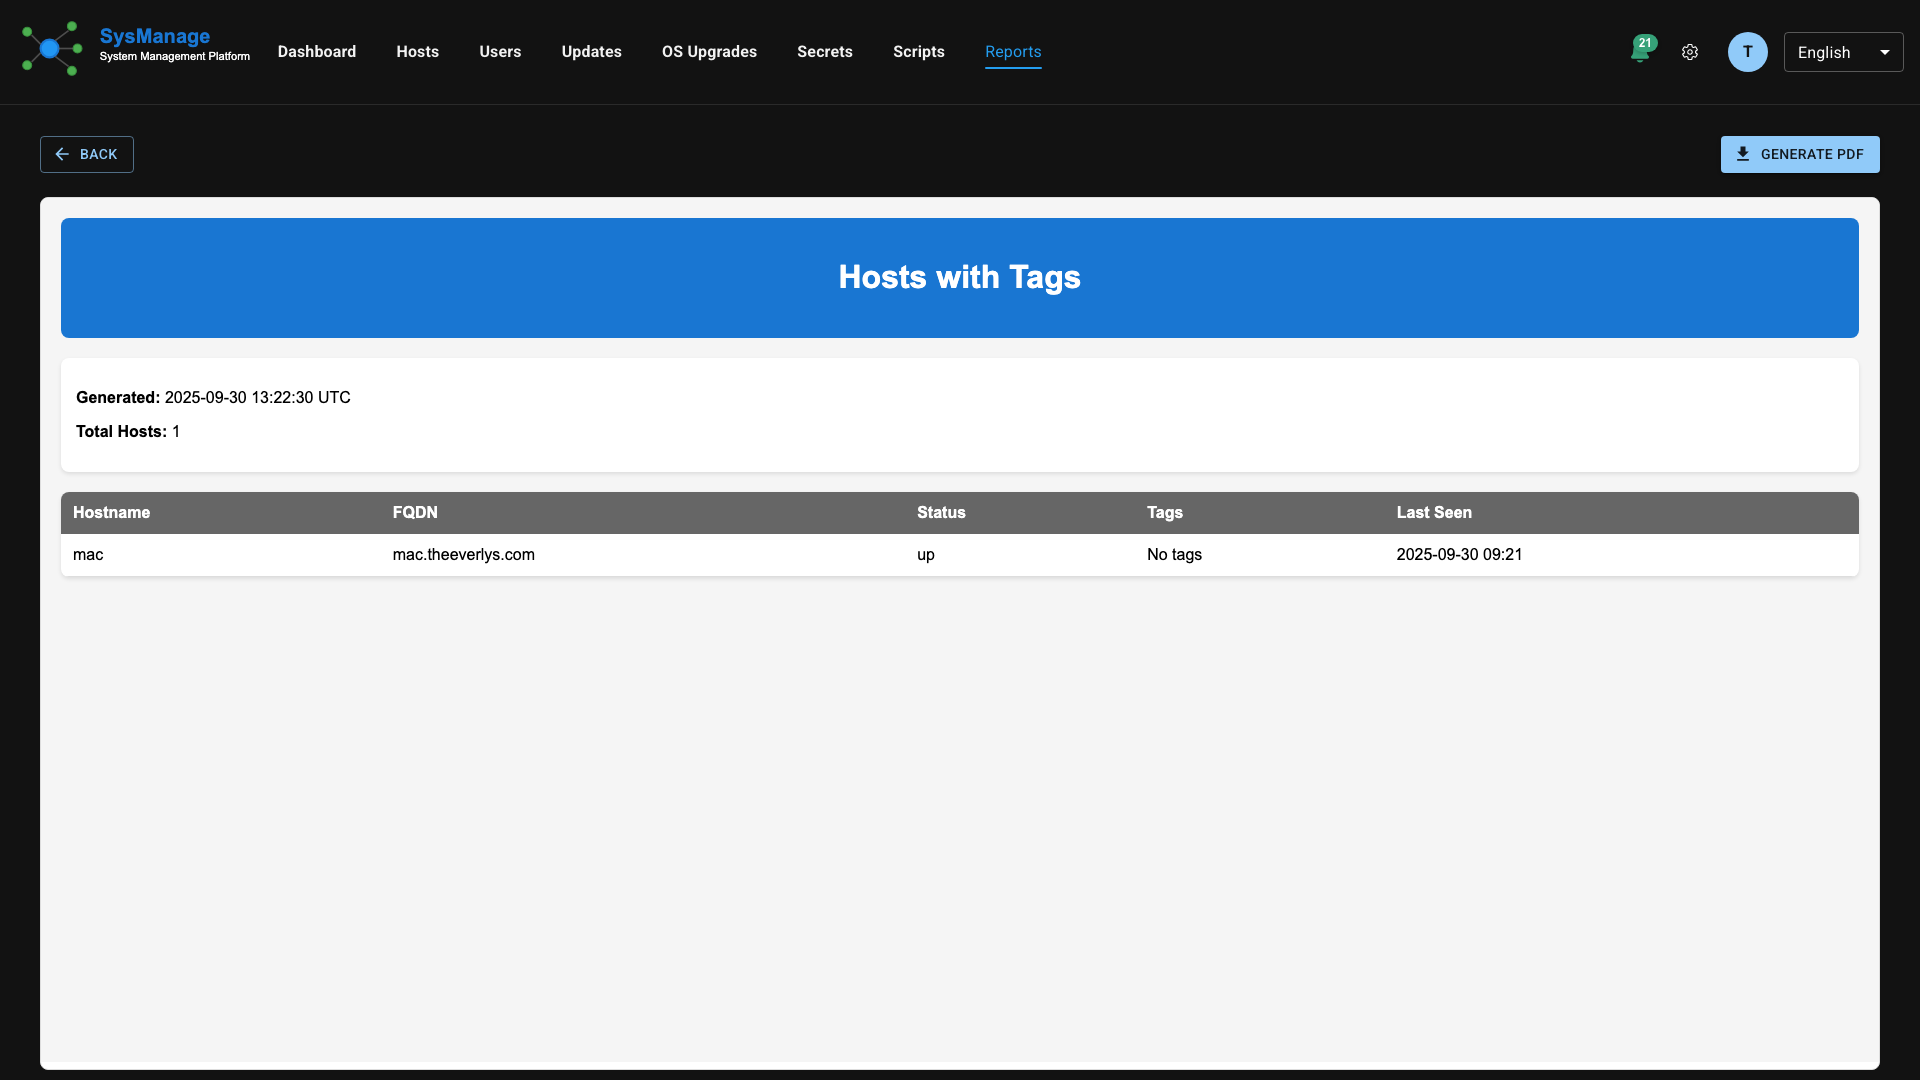 SysManage
System Management Platform
Dashboard Hosts Users Updates OS Upgrades Secrets Scripts Reports
21
T
English
BACK
GENERATE PDF
Hosts with Tags
Generated: 2025-09-30 13:22:30 UTC
Total Hosts: 1
Hostname FQDN Status Tags Last Seen
mac mac.theeverlys.com up No tags 2025-09-30 09:21